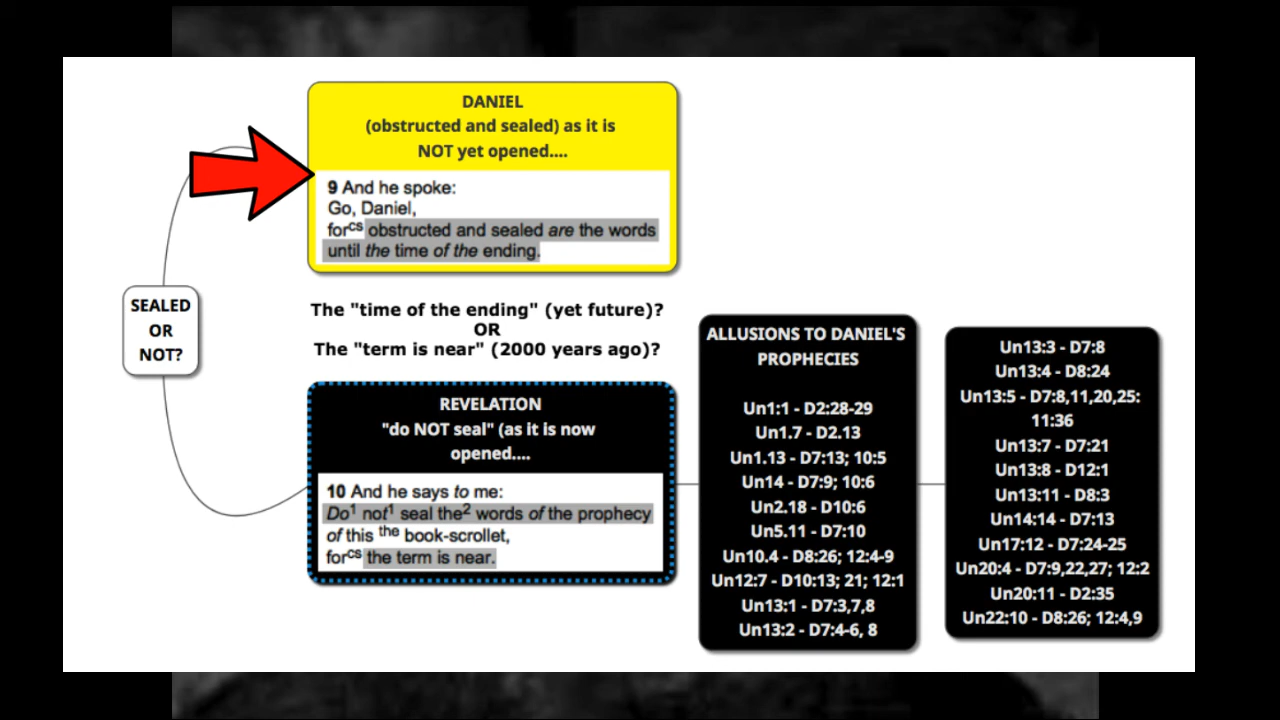 SEALED
OR
NOT?
DANIEL
(obstructed and sealed) as it is
NOT yet opened....
9 And he spoke:
Go, Daniel,
forcs obstructed and sealed are the words
until the time of the ending.
The "time of the ending" (yet future)?
OR
The "term is near" (2000 years ago)?
REVELATION
"do NOT seal" (as it is now
opened....
10 And he says to me:
Do1 not1 seal the2 words of the prophecy
of this the book-scrollet,
forcs the term is near.
ALLUSIONS TO DANIEL'S
PROPHECIES
Un1:1 - D2:28-29
Un1.7 - D2.13
Un1.13 - D7:13; 10:5
Un14 - D7:9; 10:6
Un2.18 - D10:6
Un5.11 - D7:10
Un10.4 - D8:26; 12:4-9
Un12:7 - D10:13; 21; 12:1
Un13:1 - D7:3,7,8
Un13:2 - D7:4-6, 8
Un13:3 - D7:8
Un13:4 - D8:24
Un13:5 - D7:8,11,20,25:
11:36
Un13:7 - D7:21
Un13:8 - D12:1
Un13:11 - D8:3
Un14:14 - D7:13
Un17:12 - D7:24-25
Un20:4 - D7:9,22,27; 12:2
Un20:11 - D2:35
Un22:10 - D8:26; 12:4,9